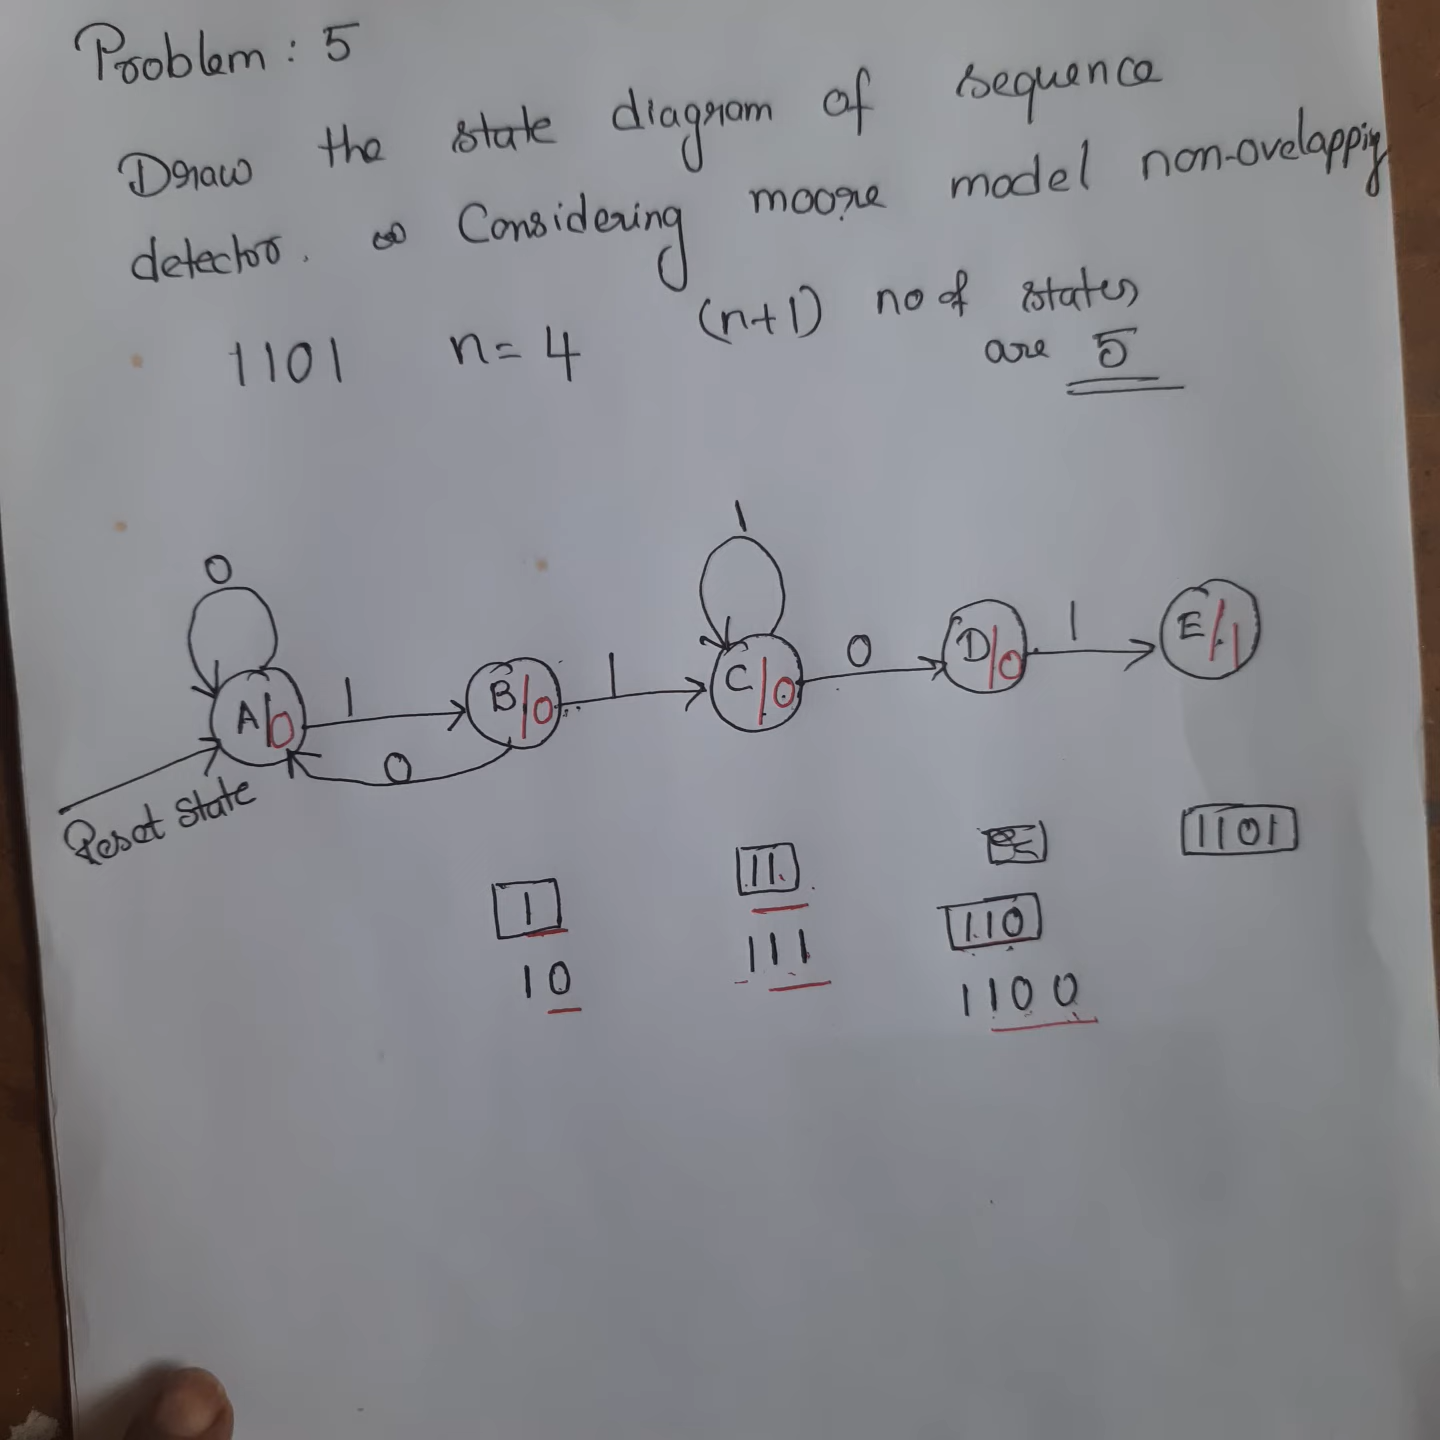 Problem : 5
Draw the state diagram of sequence
detector. Considering moore model non-ovelapping
1101 n = 4 (n+1) no of states
are 5
1
0
A/0 1 B/0 1 C/0 0 D/0 1 E/1
0
Reset State
1 11 110 1101
10 111 1100